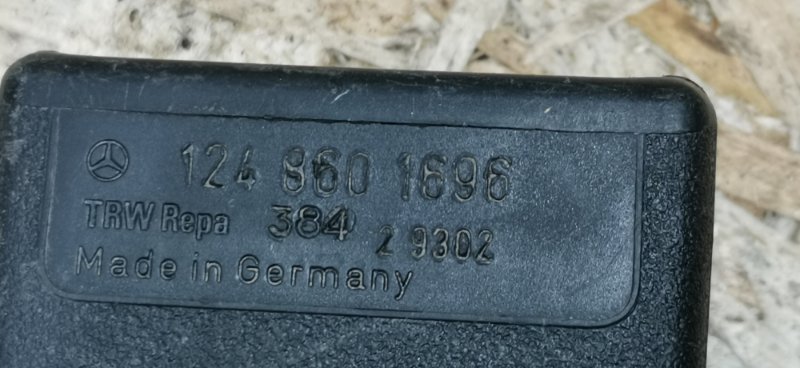 124 860 1696
TRW Repa 384 2 9302
Made in Germany